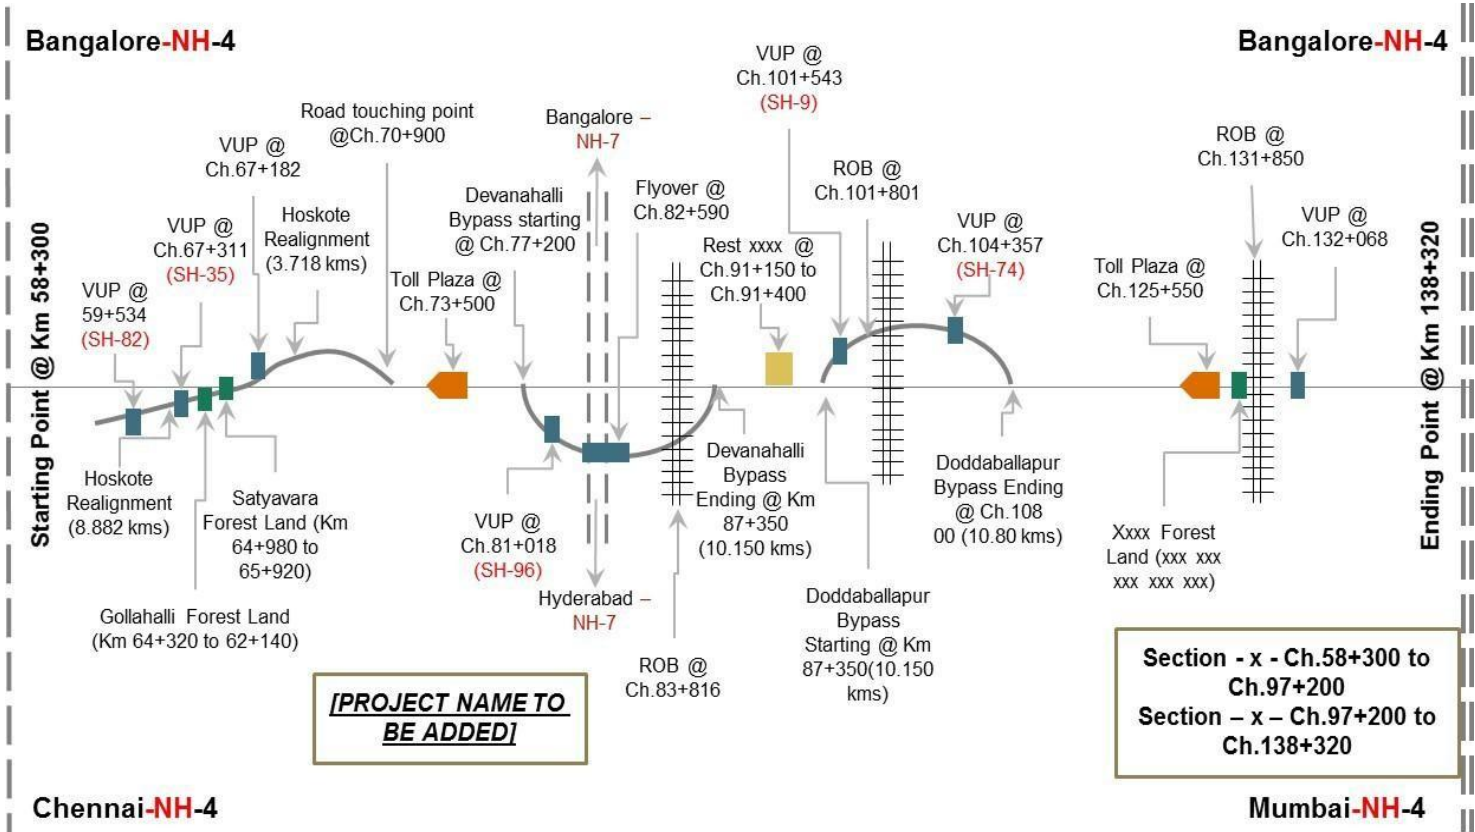 Bangalore-NH-4
Bangalore-NH-4
Starting Point @ Km 58+300
VUP @
59+534
(SH-82)
VUP @
Ch.67+311
(SH-35)
VUP @
Ch.67+182
Hoskote
Realignment
(3.718 kms)
Road touching point
@Ch.70+900
Toll Plaza @
Ch.73+500
Devanahalli
Bypass starting
@ Ch.77+200
Bangalore –
NH-7
Flyover @
Ch.82+590
Rest xxxx @
Ch.91+150 to
Ch.91+400
VUP @
Ch.101+543
(SH-9)
ROB @
Ch.101+801
VUP @
Ch.104+357
(SH-74)
Toll Plaza @
Ch.125+550
ROB @
Ch.131+850
VUP @
Ch.132+068
Ending Point @ Km 138+320
Hoskote
Realignment
(8.882 kms)
Satyavara
Forest Land (Km
64+980 to
65+920)
Gollahalli Forest Land
(Km 64+320 to 62+140)
VUP @
Ch.81+018
(SH-96)
Hyderabad –
NH-7
ROB @
Ch.83+816
Devanahalli
Bypass
Ending @ Km
87+350
(10.150 kms)
Doddaballapur
Bypass
Starting @ Km
87+350(10.150
kms)
Doddaballapur
Bypass Ending
@ Ch.108
00 (10.80 kms)
Xxxx Forest
Land (xxx xxx
xxx xxx xxx)
[PROJECT NAME TO
BE ADDED]
Section - x - Ch.58+300 to
Ch.97+200
Section – x – Ch.97+200 to
Ch.138+320
Chennai-NH-4
Mumbai-NH-4